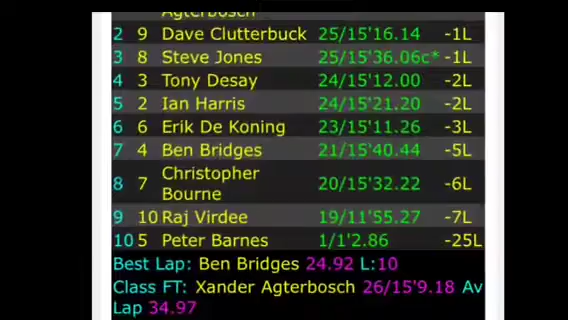 Agterbosch
2 9 Dave Clutterbuck 25/15'16.14 -1L
3 8 Steve Jones 25/15'36.06c* -1L
4 3 Tony Desay 24/15'12.00 -2L
5 2 Ian Harris 24/15'21.20 -2L
6 6 Erik De Koning 23/15'11.26 -3L
7 4 Ben Bridges 21/15'40.44 -5L
8 7 Christopher Bourne 20/15'32.22 -6L
9 10 Raj Virdee 19/11'55.27 -7L
10 5 Peter Barnes 1/1'2.86 -25L
Best Lap: Ben Bridges 24.92 L:10
Class FT: Xander Agterbosch 26/15'9.18 Av
Lap 34.97